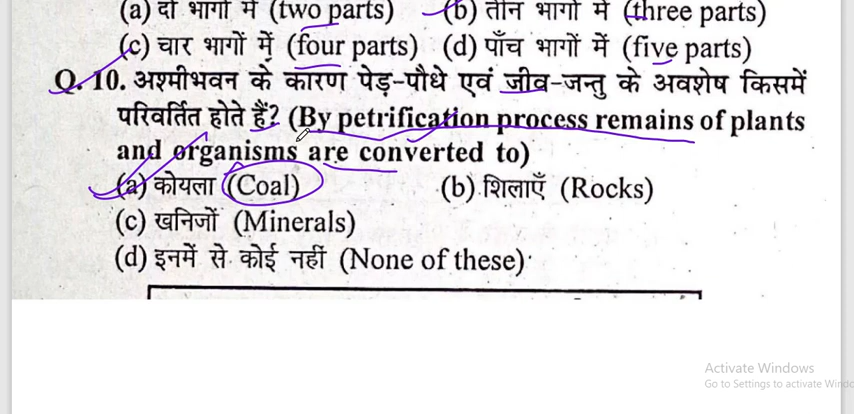 (a) दो भागों में (two parts) (b) तीन भागों में (three parts)
(c) चार भागों में (four parts) (d) पाँच भागों में (five parts)
Q. 10. अश्मीभवन के कारण पेड़-पौधे एवं जीव-जन्तु के अवशेष किसमें
परिवर्तित होते हैं? (By petrification process remains of plants
and organisms are converted to)
(a) कोयला (Coal) (b) शिलाएँ (Rocks)
(c) खनिजों (Minerals)
(d) इनमें से कोई नहीं (None of these)
Activate Windows
Go to Settings to activate Windo